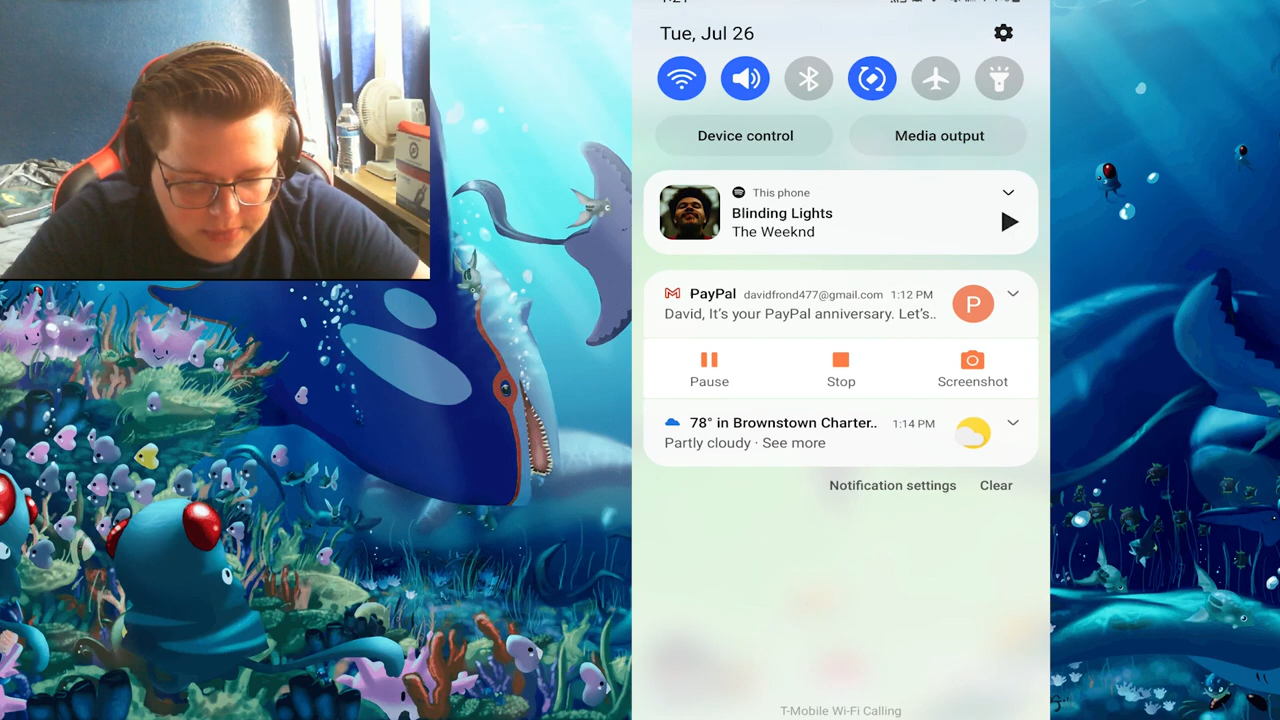 Tue, Jul 26
Device control
Media output
This phone
Blinding Lights
The Weeknd
PayPal davidfrond477@gmail.com 1:12 PM
David, It's your PayPal anniversary. Let's..
P
Pause
Stop
Screenshot
78° in Brownstown Charter.. 1:14 PM
Partly cloudy · See more
Notification settings
Clear
T-Mobile Wi-Fi Calling